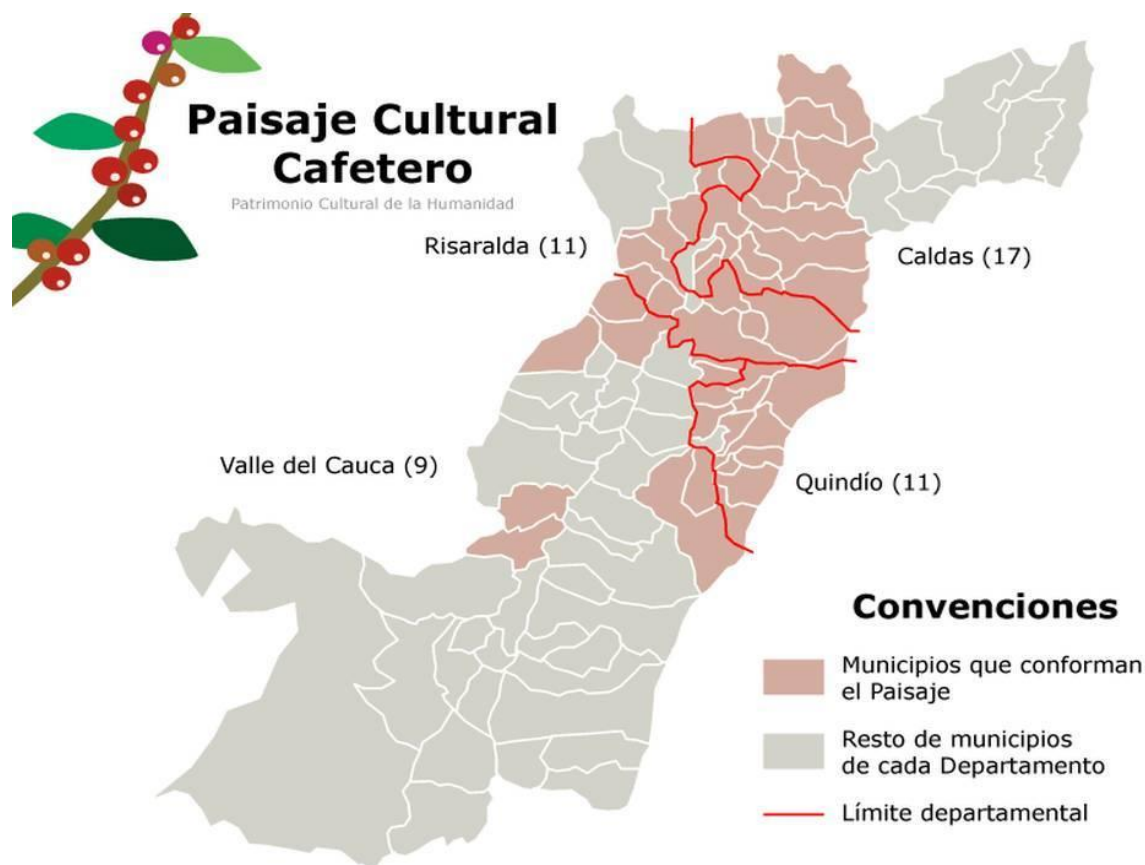 Paisaje Cultural
Cafetero
Patrimonio Cultural de la Humanidad
Risaralda (11)
Caldas (17)
Valle del Cauca (9)
Quindío (11)
Convenciones
Municipios que conforman
el Paisaje
Resto de municipios
de cada Departamento
Límite departamental